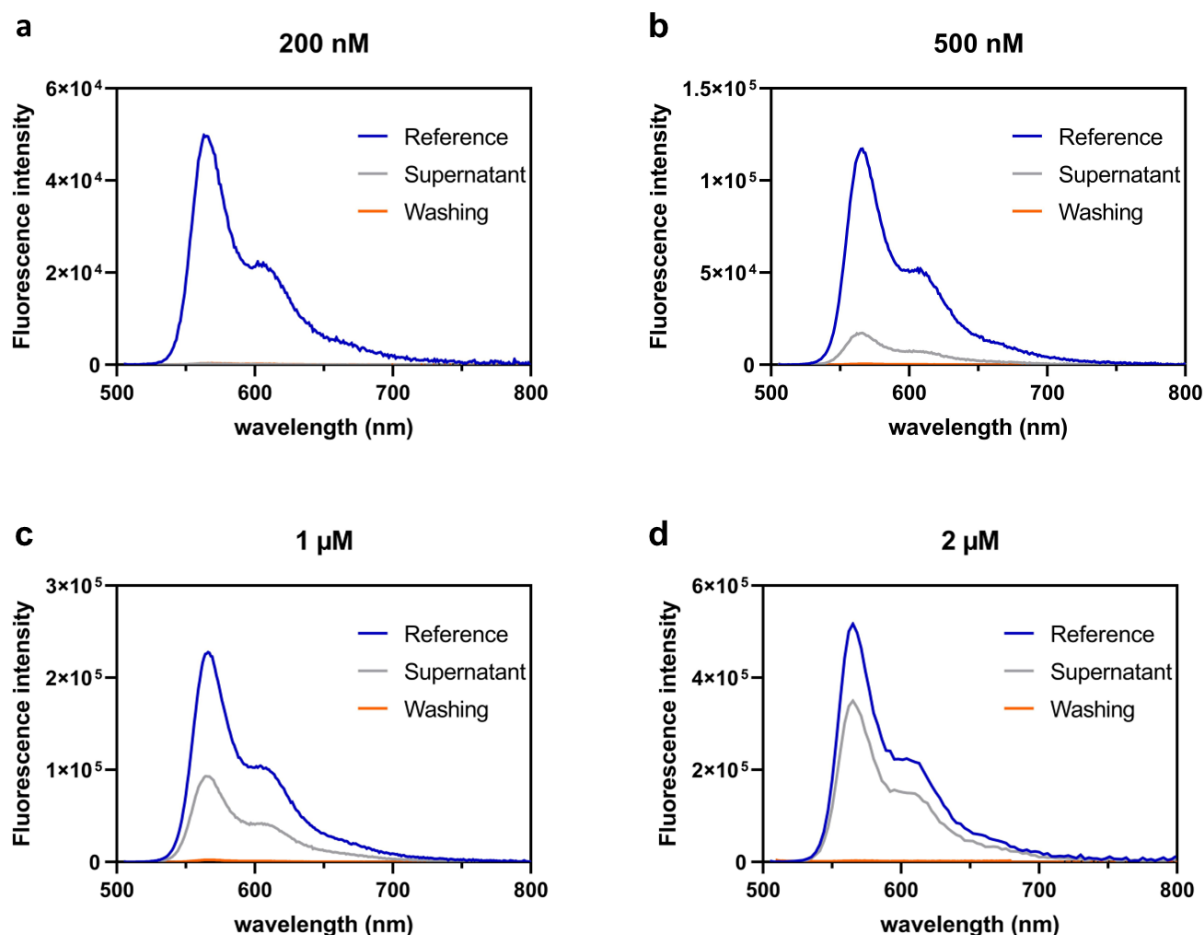 a
200 nM
6×10⁴
4×10⁴
2×10⁴
0
Fluorescence intensity
Reference
Supernatant
Washing
500 600 700 800
wavelength (nm)
b
500 nM
1.5×10⁵
1×10⁵
5×10⁴
0
Fluorescence intensity
Reference
Supernatant
Washing
500 600 700 800
wavelength (nm)
c
1 µM
3×10⁵
2×10⁵
1×10⁵
0
Fluorescence intensity
Reference
Supernatant
Washing
500 600 700 800
wavelength (nm)
d
2 µM
6×10⁵
4×10⁵
2×10⁵
0
Fluorescence intensity
Reference
Supernatant
Washing
500 600 700 800
wavelength (nm)